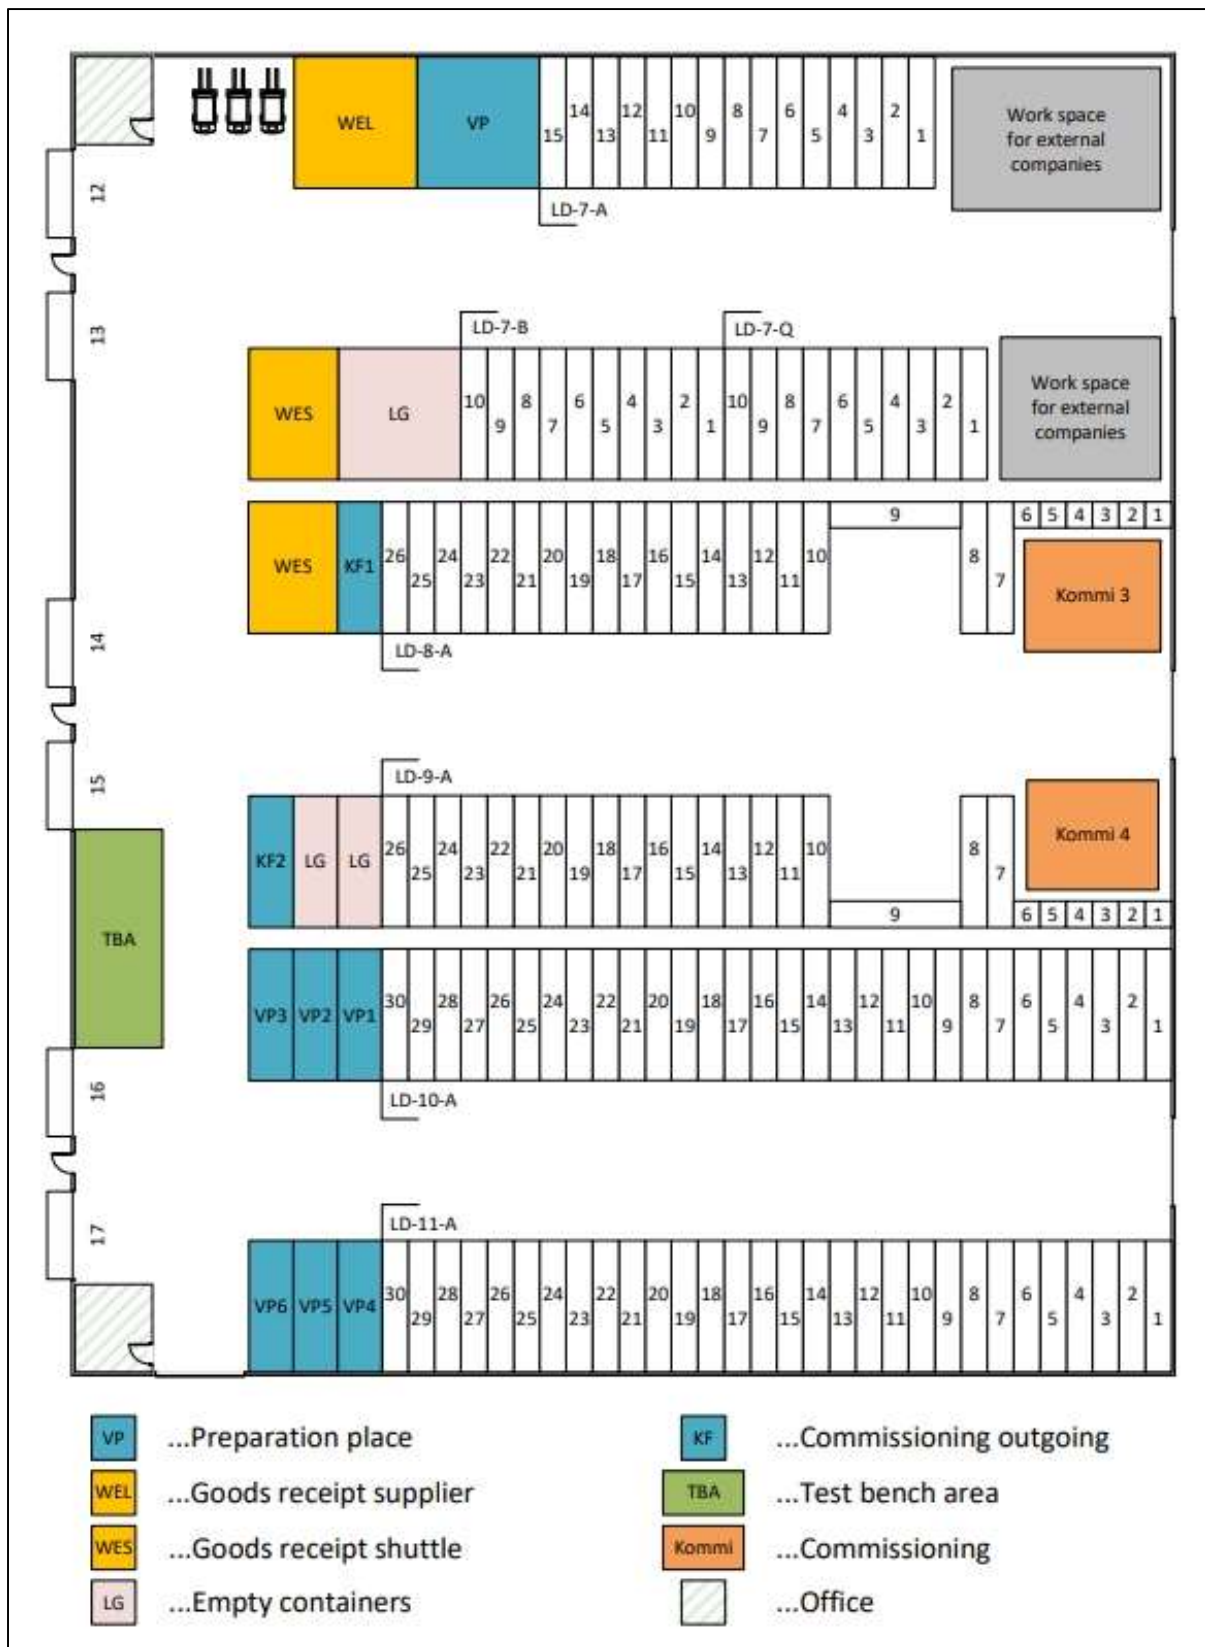 WEL VP 15 14 13 12 11 10 9 8 7 6 5 4 3 2 1
Work space
for external
companies
12
LD-7-A
13
LD-7-B LD-7-Q
WES LG 10 9 8 7 6 5 4 3 2 1 10 9 8 7 6 5 4 3 2 1
Work space
for external
companies
WES KF1 26 25 24 23 22 21 20 19 18 17 16 15 14 13 12 11 10 9 8 7 6 5 4 3 2 1
Kommi 3
14
LD-8-A
15
LD-9-A
KF2 LG LG 26 25 24 23 22 21 20 19 18 17 16 15 14 13 12 11 10 9 8 7 6 5 4 3 2 1
Kommi 4
TBA
VP3 VP2 VP1 30 29 28 27 26 25 24 23 22 21 20 19 18 17 16 15 14 13 12 11 10 9 8 7 6 5 4 3 2 1
16
LD-10-A
17
LD-11-A
VP6 VP5 VP4 30 29 28 27 26 25 24 23 22 21 20 19 18 17 16 15 14 13 12 11 10 9 8 7 6 5 4 3 2 1
VP ...Preparation place
KF ...Commissioning outgoing
WEL ...Goods receipt supplier
TBA ...Test bench area
WES ...Goods receipt shuttle
Kommi ...Commissioning
LG ...Empty containers
...Office